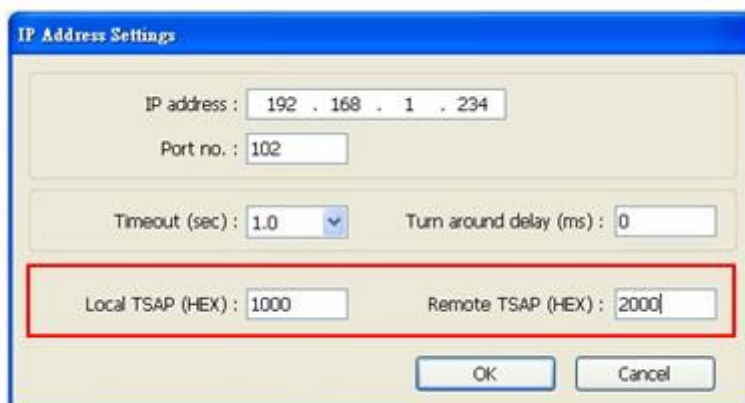 IP Address Settings
IP address : 192 . 168 . 1 . 234
Port no. : 102
Timeout (sec) : 1.0 Turn around delay (ms) : 0
Local TSAP (HEX) : 1000 Remote TSAP (HEX) : 2000
OK Cancel